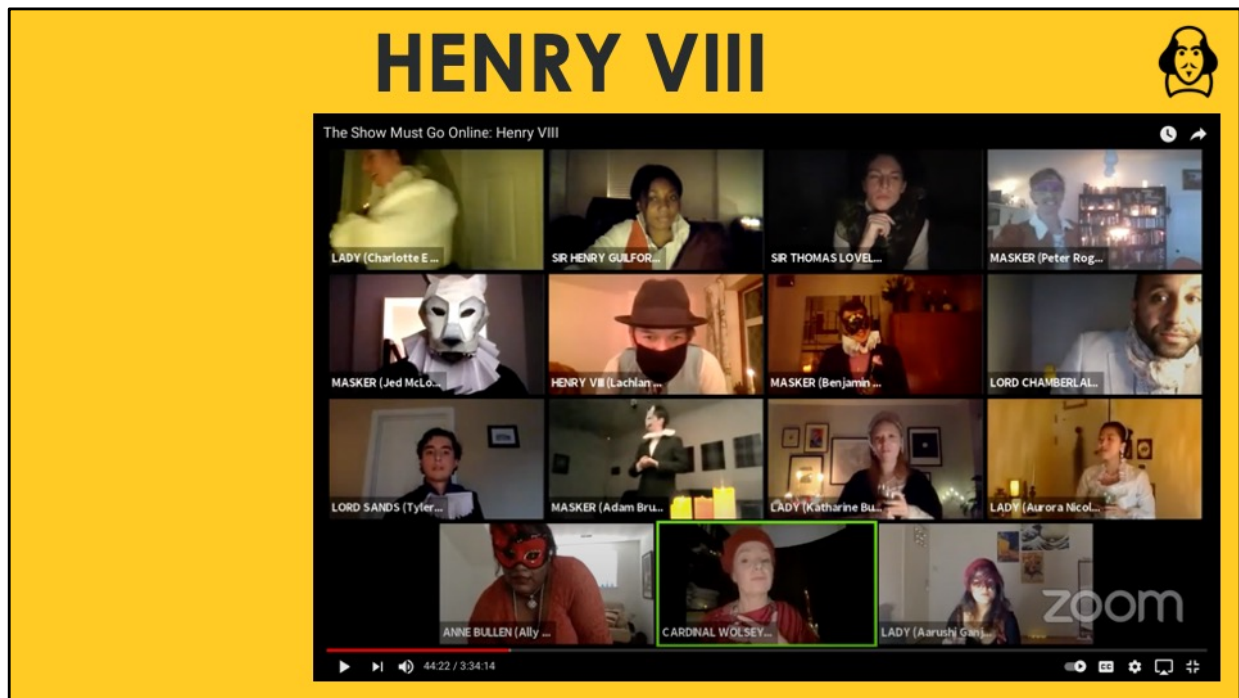 HENRY VIII
The Show Must Go Online: Henry VIII
LADY (Charlotte E ...
SIR HENRY GUILFOR...
SIR THOMAS LOVEL...
MASKER (Peter Rog...
MASKER (Jed McLo...
HENRY VIII (Lachlan ...
MASKER (Benjamin ...
LORD CHAMBERLAI...
LORD SANDS (Tyler...
MASKER (Adam Bru...
LADY (Katharine Bu...
LADY (Aurora Nicol...
ANNE BULLEN (Ally ...
CARDINAL WOLSEY...
LADY (Aarushi Ganj...
zoom
44:22 / 3:34:14
CC